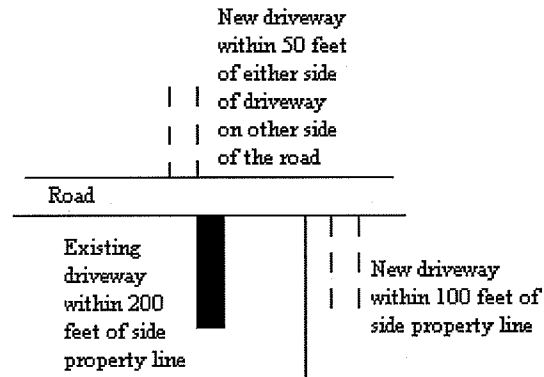 New driveway
within 50 feet
of either side
of driveway
on other side
of the road
Road
Existing
driveway
within 200
feet of side
property line
New driveway
within 100 feet of
side property line